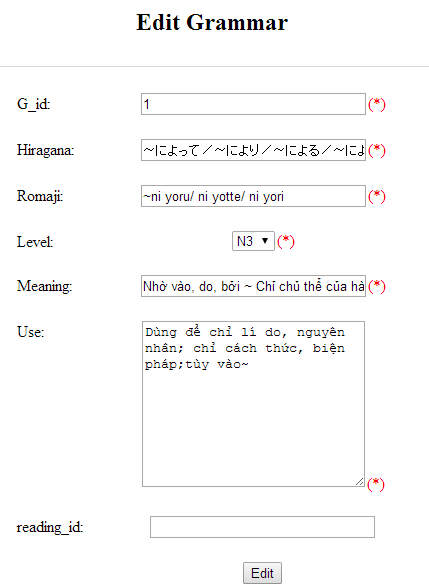 Edit Grammar
G_id: 1 (*)
Hiragana: ~によって／~により／~による／~によ (*)
Romaji: ~ni yoru/ ni yotte/ ni yori (*)
Level: N3 (*)
Meaning: Nhờ vào, do, bởi ~ Chỉ chủ thể của hà (*)
Use: Dùng để chỉ lí do, nguyên
nhân; chỉ cách thức, biện
pháp;tùy vào~
(*)
reading_id:
Edit